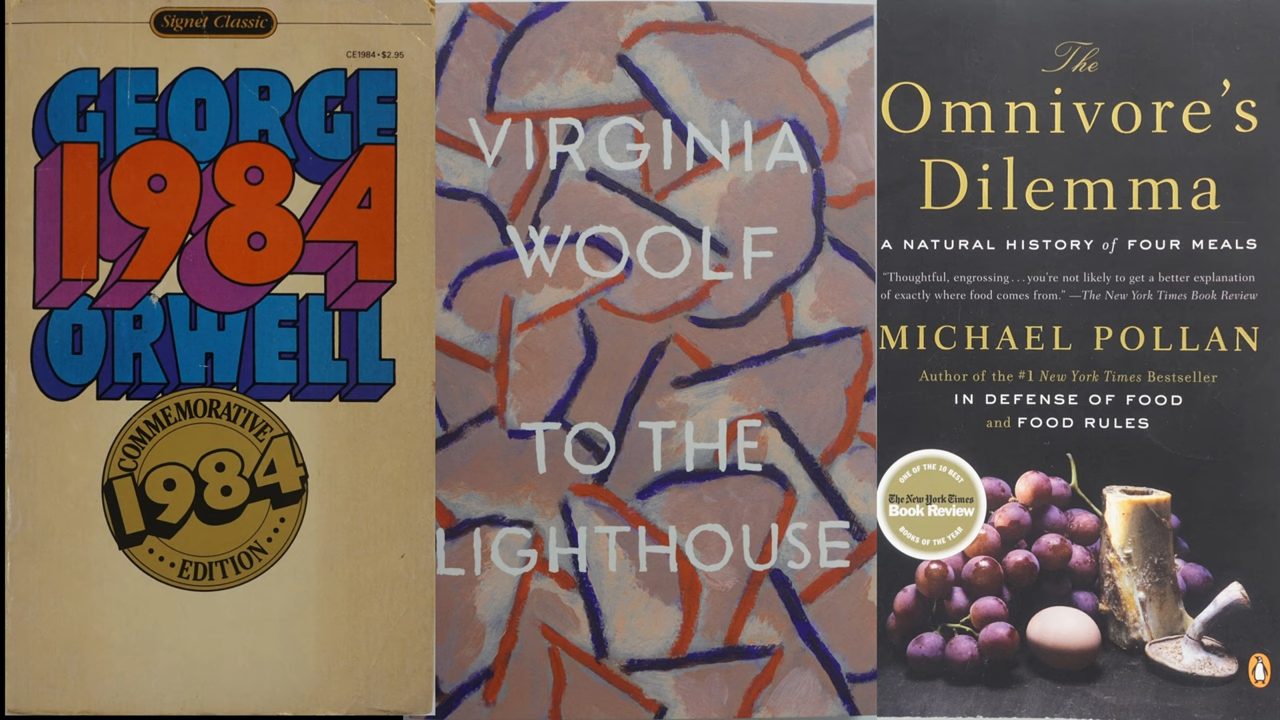 Signet Classic
CE1984 • $2.95
GEORGE
1984
ORWELL
COMMEMORATIVE
1984
•• EDITION •••
VIRGINIA
WOOLF
TO THE
LIGHTHOUSE
The
Omnivore's
Dilemma
A NATURAL HISTORY of FOUR MEALS
"Thoughtful, engrossing . . . you're not likely to get a better explanation
of exactly where food comes from." —The New York Times Book Review
MICHAEL POLLAN
Author of the #1 New York Times Bestseller
IN DEFENSE OF FOOD
and FOOD RULES
ONE OF THE 10 BEST
The New York Times
Book Review
BOOKS OF THE YEAR